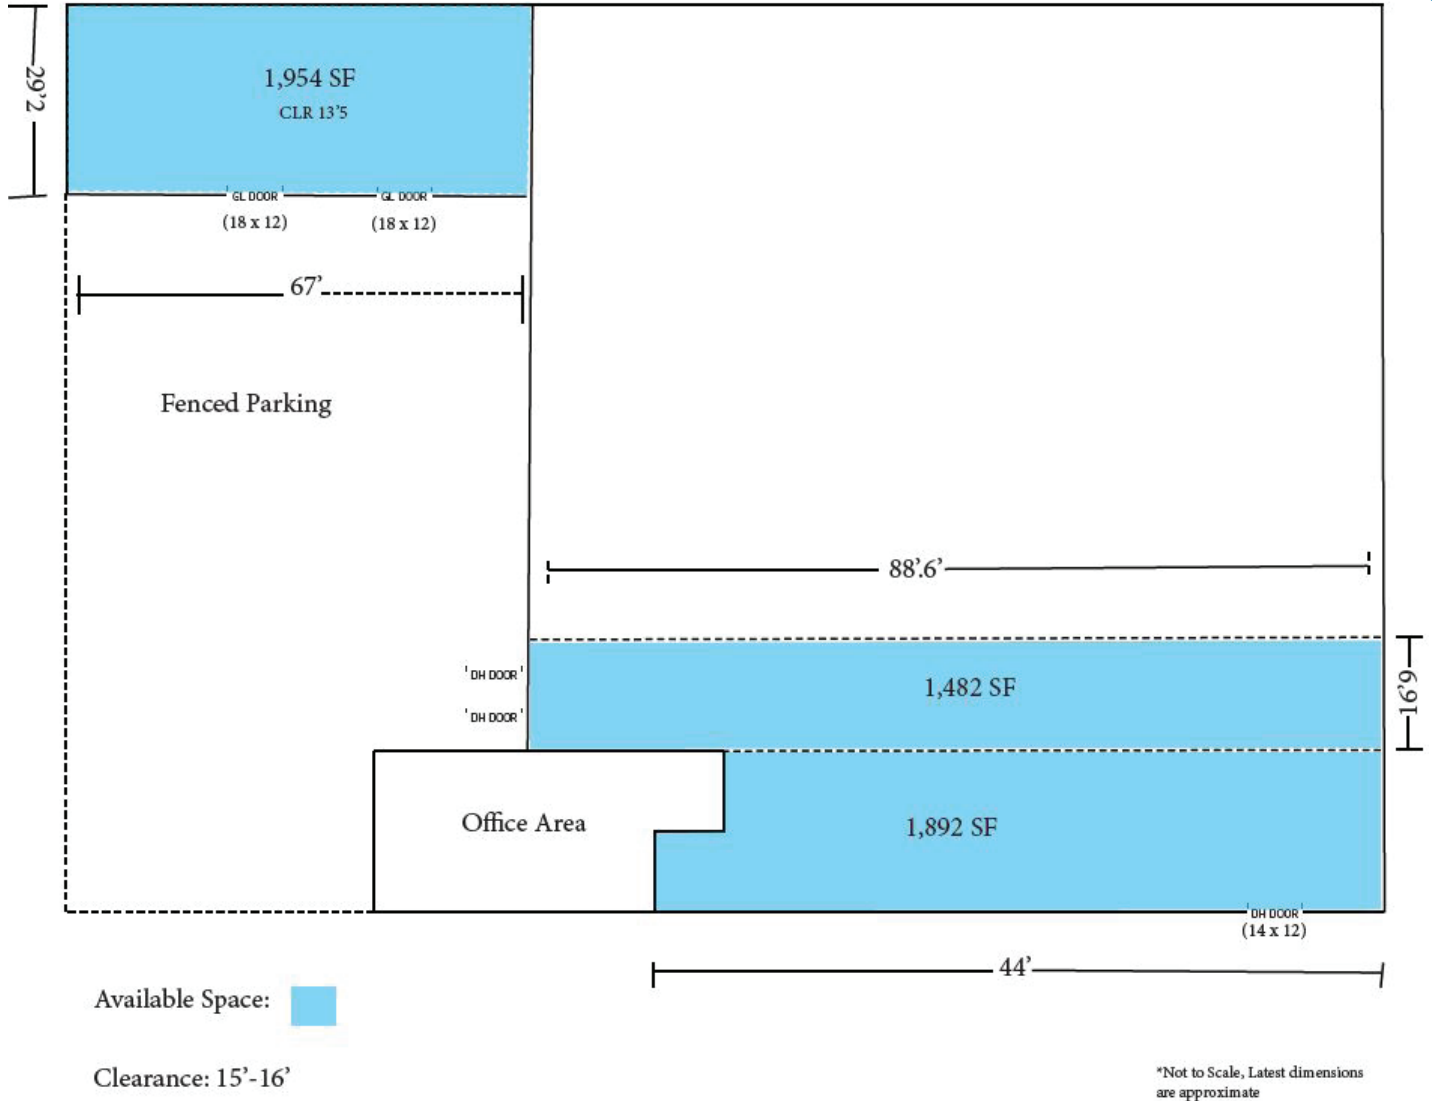 29'2
1,954 SF
CLR 13'5
GL DOOR
GL DOOR
(18 x 12)
(18 x 12)
67'
Fenced Parking
88'.6'
DH DOOR
DH DOOR
1,482 SF
16'9
Office Area
1,892 SF
DH DOOR
(14 x 12)
44'
Available Space:
Clearance: 15'-16'
*Not to Scale, Latest dimensions
are approximate